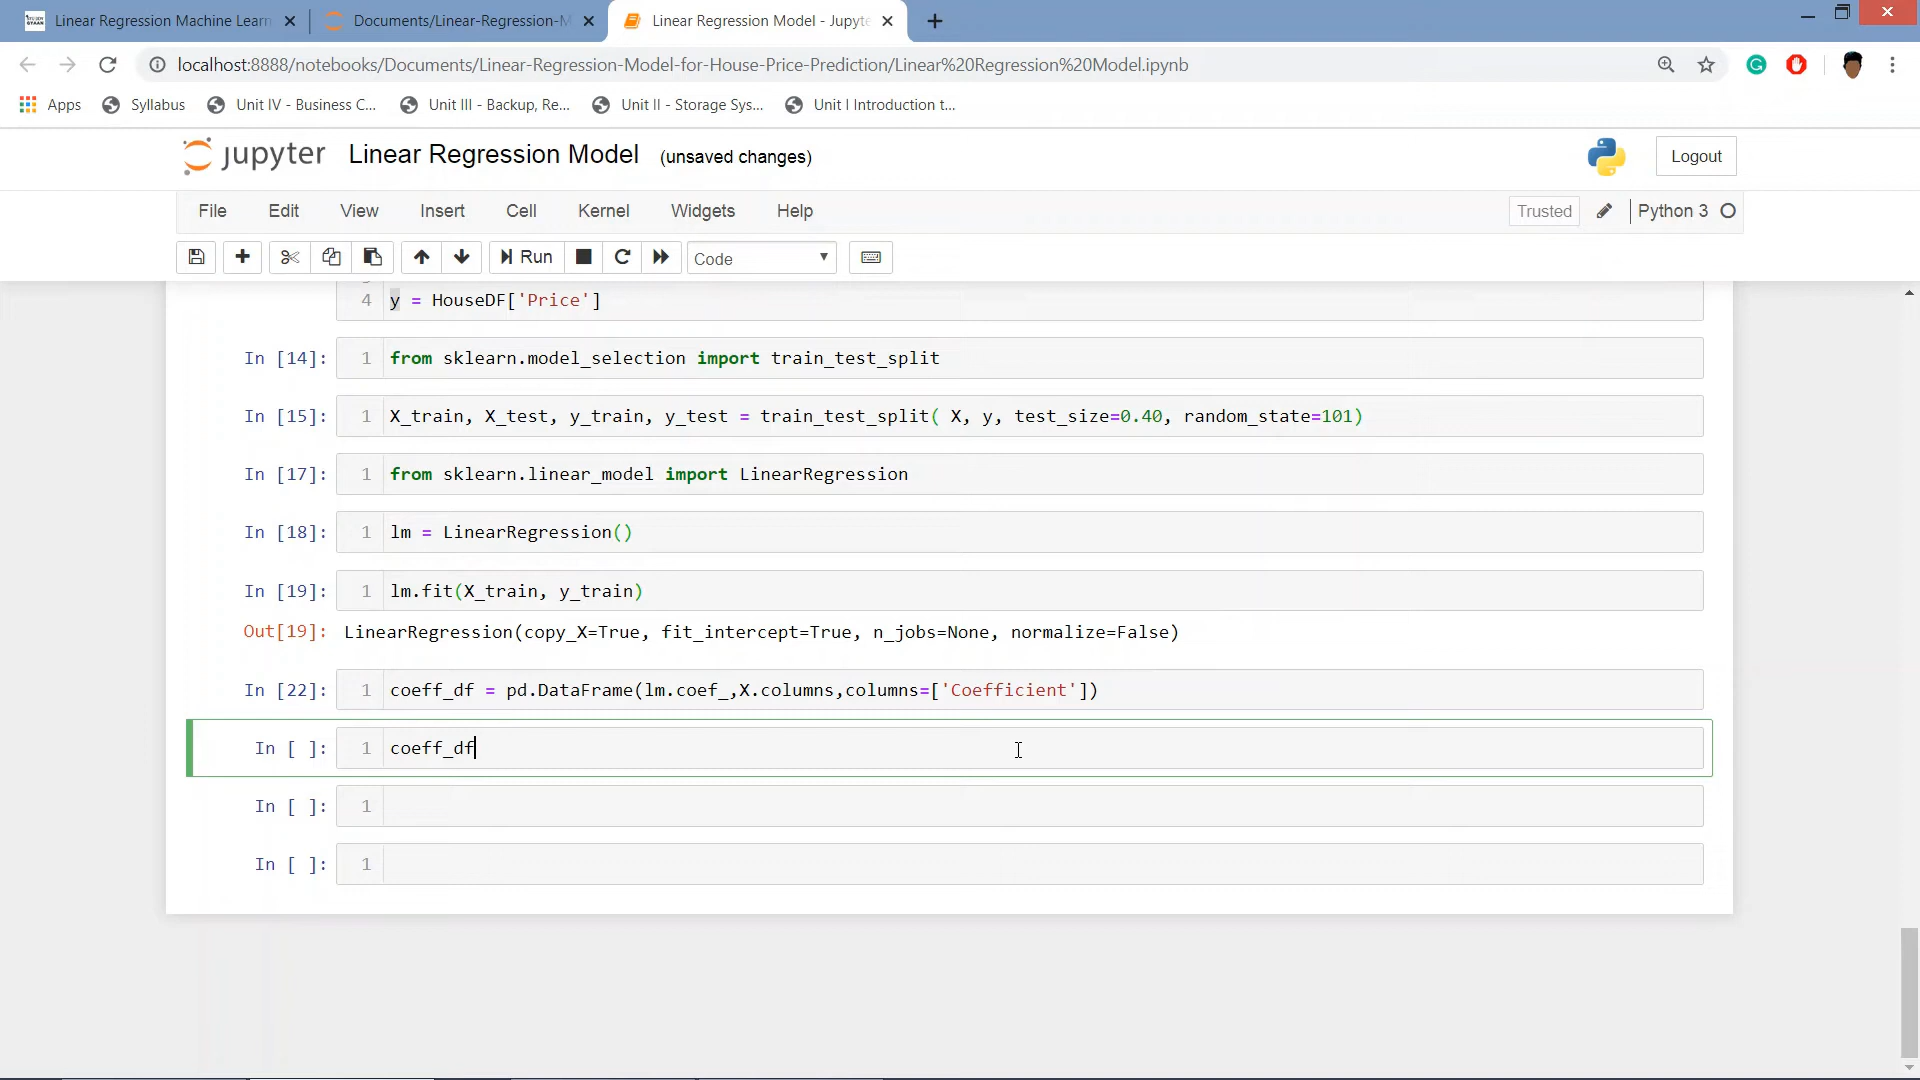 Linear Regression Machine Learn
Documents/Linear-Regression-M
Linear Regression Model - Jupyte
localhost:8888/notebooks/Documents/Linear-Regression-Model-for-House-Price-Prediction/Linear%20Regression%20Model.ipynb
Apps Syllabus Unit IV - Business C... Unit III - Backup, Re... Unit II - Storage Sys... Unit I Introduction t...
jupyter Linear Regression Model (unsaved changes) Logout
File Edit View Insert Cell Kernel Widgets Help Trusted Python 3
Run Code
4 y = HouseDF['Price']
In [14]: 1 from sklearn.model_selection import train_test_split
In [15]: 1 X_train, X_test, y_train, y_test = train_test_split( X, y, test_size=0.40, random_state=101)
In [17]: 1 from sklearn.linear_model import LinearRegression
In [18]: 1 lm = LinearRegression()
In [19]: 1 lm.fit(X_train, y_train)
Out[19]: LinearRegression(copy_X=True, fit_intercept=True, n_jobs=None, normalize=False)
In [22]: 1 coeff_df = pd.DataFrame(lm.coef_,X.columns,columns=['Coefficient'])
In [ ]: 1 coeff_df
In [ ]: 1
In [ ]: 1